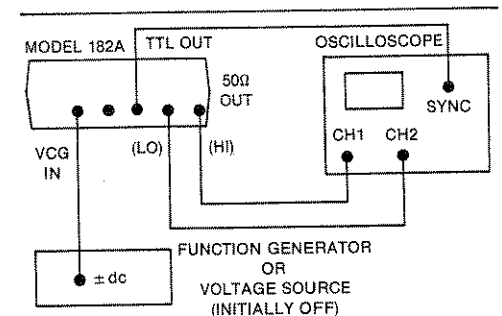 MODEL 182A
TTL OUT
OSCILLOSCOPE
50Ω
OUT
SYNC
CH1 CH2
VCG
IN
(LO)
(HI)
± dc
FUNCTION GENERATOR
OR
VOLTAGE SOURCE
(INITIALLY OFF)